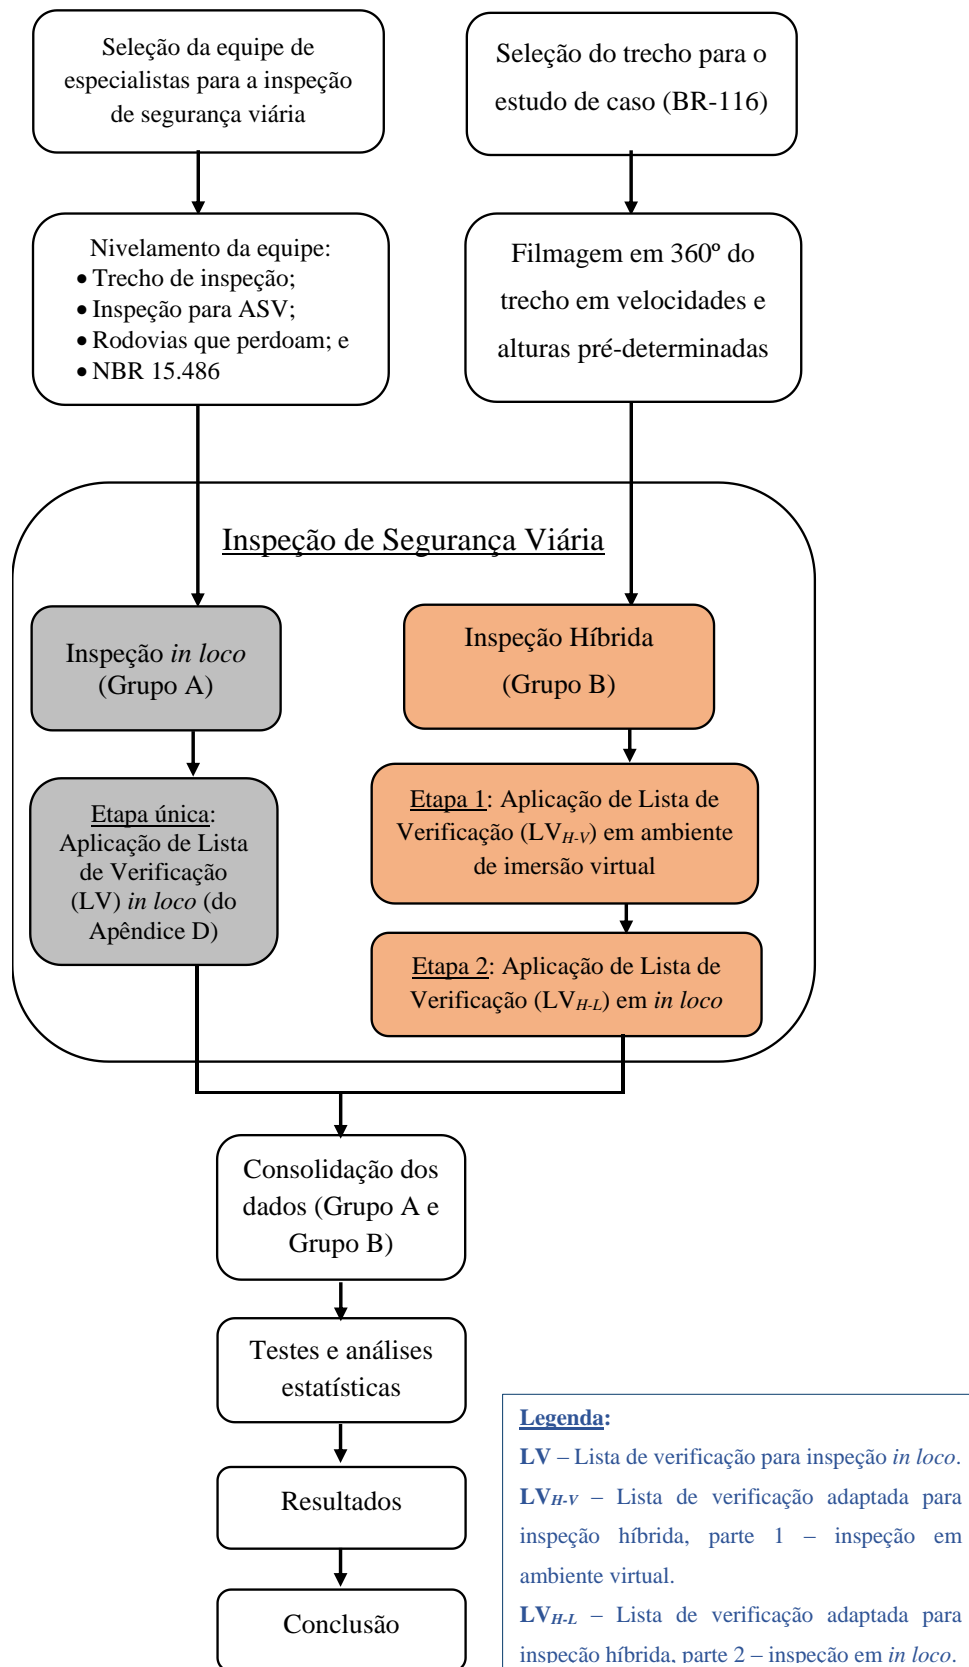 Seleção da equipe de
especialistas para a inspeção
de segurança viária
Seleção do trecho para o
estudo de caso (BR-116)
Nivelamento da equipe:
• Trecho de inspeção;
• Inspeção para ASV;
• Rodovias que perdoam; e
• NBR 15.486
Filmagem em 360º do
trecho em velocidades e
alturas pré-determinadas
Inspeção de Segurança Viária
Inspeção in loco
(Grupo A)
Etapa única:
Aplicação de Lista
de Verificação
(LV) in loco (do
Apêndice D)
Inspeção Híbrida
(Grupo B)
Etapa 1: Aplicação de Lista de
Verificação (LVH-V) em ambiente
de imersão virtual
Etapa 2: Aplicação de Lista de
Verificação (LVH-L) em in loco
Consolidação dos
dados (Grupo A e
Grupo B)
Testes e análises
estatísticas
Resultados
Conclusão
Legenda:
LV – Lista de verificação para inspeção in loco.
LVH-V – Lista de verificação adaptada para
inspeção híbrida, parte 1 – inspeção em
ambiente virtual.
LVH-L – Lista de verificação adaptada para
inspeção híbrida, parte 2 – inspeção em in loco.